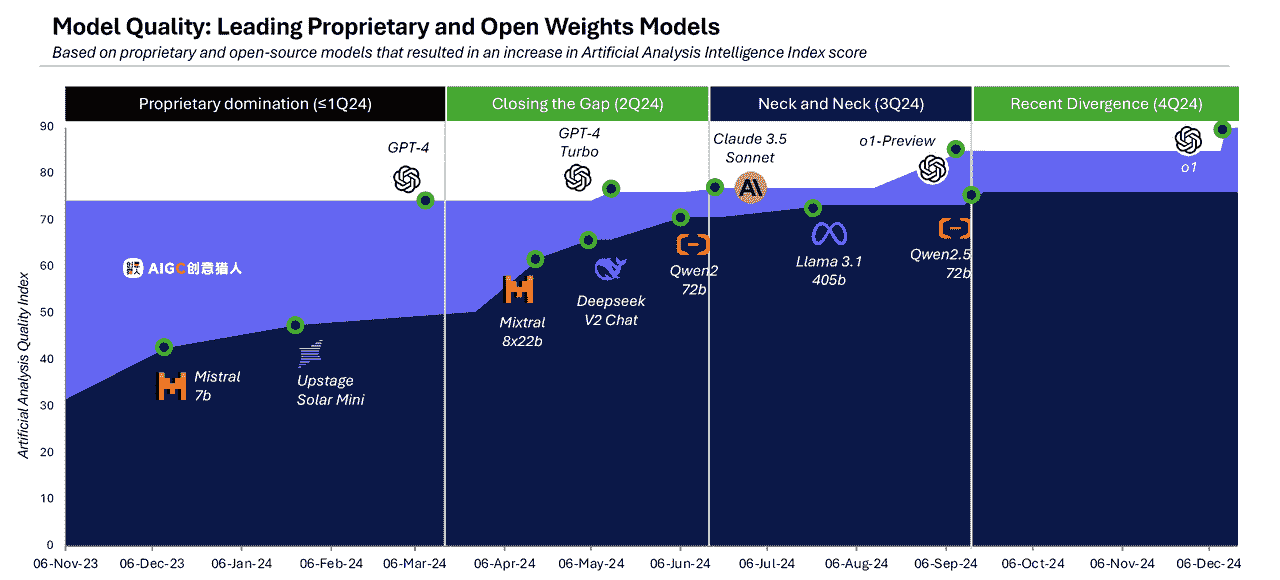 Model Quality: Leading Proprietary and Open Weights Models
Based on proprietary and open-source models that resulted in an increase in Artificial Analysis Intelligence Index score
Proprietary domination (≤1Q24)
Closing the Gap (2Q24)
Neck and Neck (3Q24)
Recent Divergence (4Q24)
Artificial Analysis Quality Index
90
80
70
60
50
40
30
20
10
0
GPT-4
GPT-4
Turbo
Claude 3.5
Sonnet
o1-Preview
o1
创意
猎人
AIGC创意猎人
Mistral
7b
Upstage
Solar Mini
Mixtral
8x22b
Deepseek
V2 Chat
Qwen2
72b
Llama 3.1
405b
Qwen2.5
72b
06-Nov-23
06-Dec-23
06-Jan-24
06-Feb-24
06-Mar-24
06-Apr-24
06-May-24
06-Jun-24
06-Jul-24
06-Aug-24
06-Sep-24
06-Oct-24
06-Nov-24
06-Dec-24